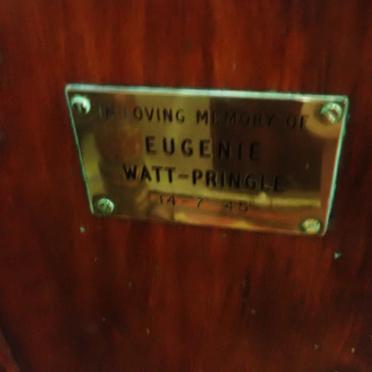 IN LOVING MEMORY OF
EUGENIE
WATT-PRINGLE
14 7 45